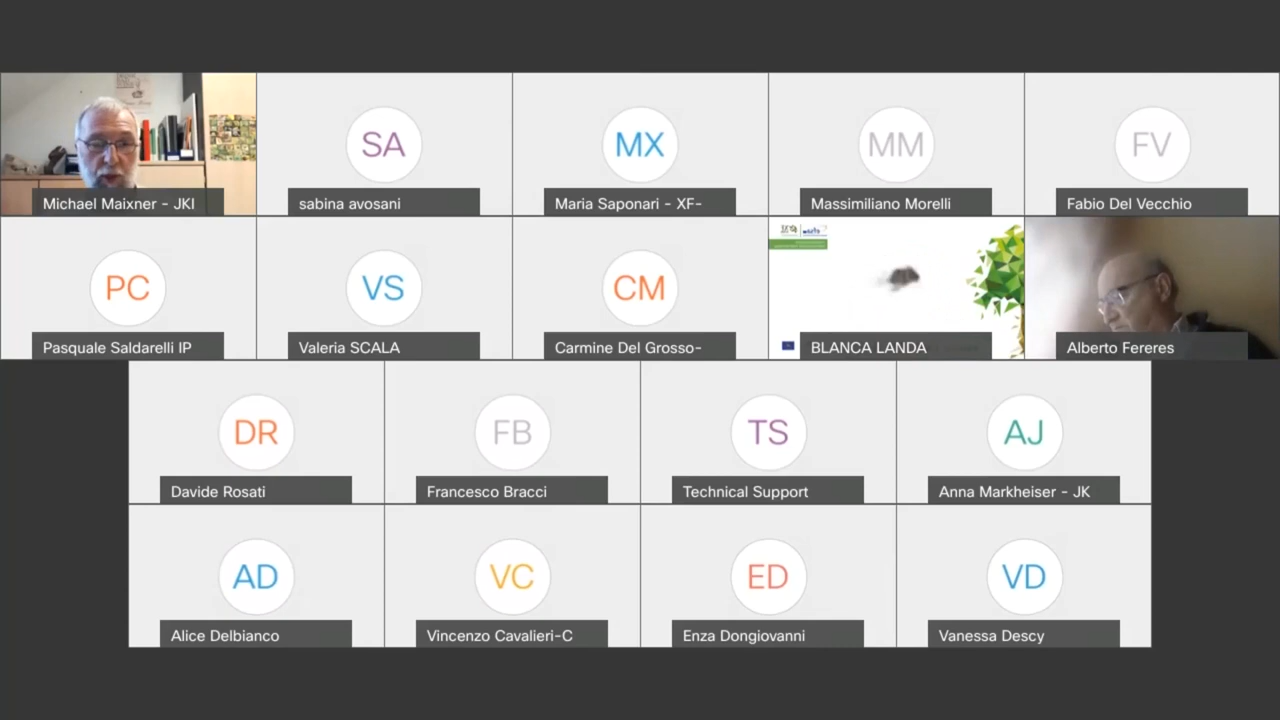 Michael Maixner - JKI
SA
sabina avosani
MX
Maria Saponari - XF-
MM
Massimiliano Morelli
FV
Fabio Del Vecchio
PC
Pasquale Saldarelli IP
VS
Valeria SCALA
CM
Carmine Del Grosso-
BLANCA LANDA
Alberto Fereres
DR
Davide Rosati
FB
Francesco Bracci
TS
Technical Support
AJ
Anna Markheiser - JK
AD
Alice Delbianco
VC
Vincenzo Cavalieri-C
ED
Enza Dongiovanni
VD
Vanessa Descy